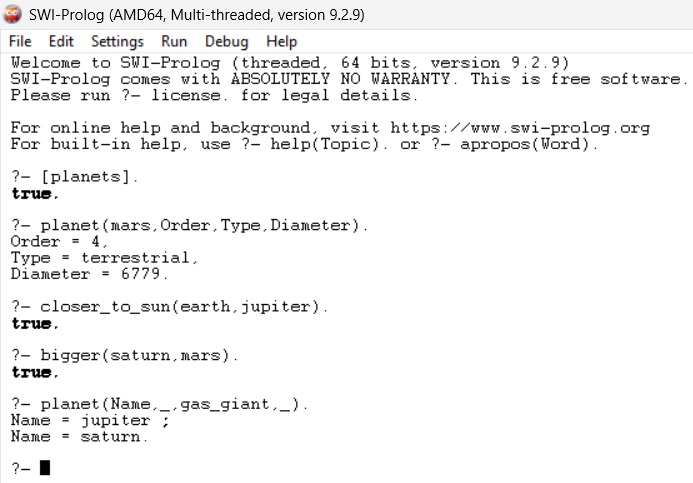 SWI-Prolog (AMD64, Multi-threaded, version 9.2.9)
File Edit Settings Run Debug Help
Welcome to SWI-Prolog (threaded, 64 bits, version 9.2.9)
SWI-Prolog comes with ABSOLUTELY NO WARRANTY. This is free software.
Please run ?- license. for legal details.

For online help and background, visit https://www.swi-prolog.org
For built-in help, use ?- help(Topic). or ?- apropos(Word).

?- [planets].
true.

?- planet(mars,Order,Type,Diameter).
Order = 4,
Type = terrestrial,
Diameter = 6779.

?- closer_to_sun(earth,jupiter).
true.

?- bigger(saturn,mars).
true.

?- planet(Name,_,gas_giant,_).
Name = jupiter ;
Name = saturn.

?-